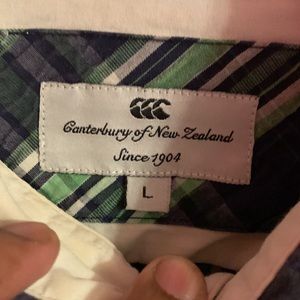 CCC
Canterbury of New Zealand
Since 1904
L